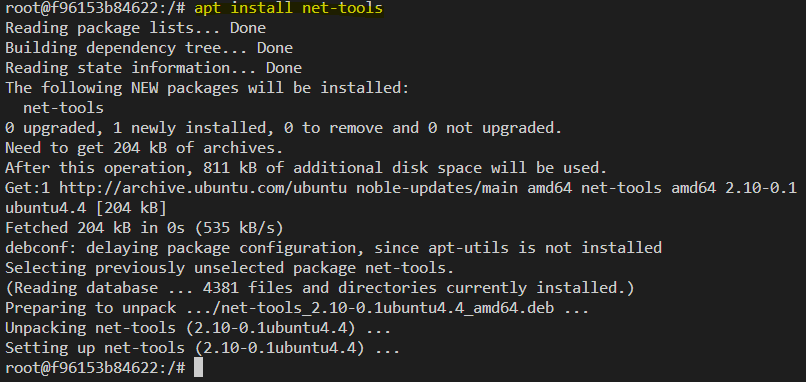 root@f96153b84622:/# apt install net-tools
Reading package lists... Done
Building dependency tree... Done
Reading state information... Done
The following NEW packages will be installed:
  net-tools
0 upgraded, 1 newly installed, 0 to remove and 0 not upgraded.
Need to get 204 kB of archives.
After this operation, 811 kB of additional disk space will be used.
Get:1 http://archive.ubuntu.com/ubuntu noble-updates/main amd64 net-tools amd64 2.10-0.1
ubuntu4.4 [204 kB]
Fetched 204 kB in 0s (535 kB/s)
debconf: delaying package configuration, since apt-utils is not installed
Selecting previously unselected package net-tools.
(Reading database ... 4381 files and directories currently installed.)
Preparing to unpack .../net-tools_2.10-0.1ubuntu4.4_amd64.deb ...
Unpacking net-tools (2.10-0.1ubuntu4.4) ...
Setting up net-tools (2.10-0.1ubuntu4.4) ...
root@f96153b84622:/#